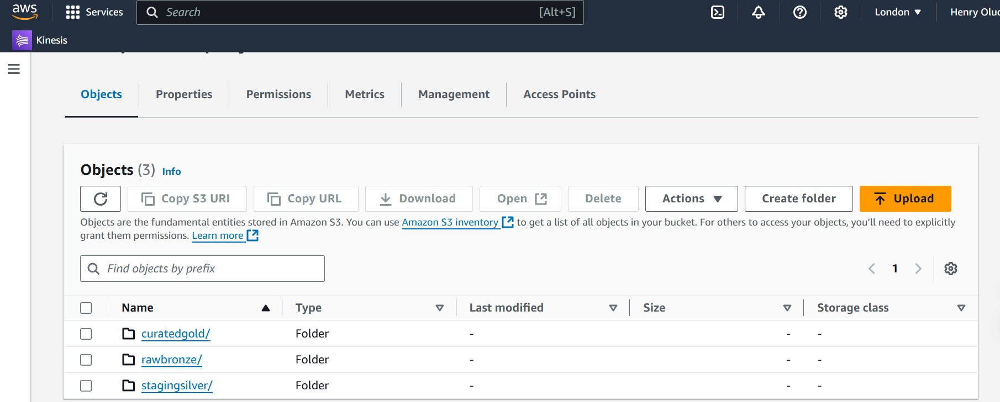 aws
Services
Search
[Alt+S]
London
Henry
Kinesis
Objects
Properties
Permissions
Metrics
Management
Access Points
Objects (3) Info
Copy S3 URI
Copy URL
Download
Open
Delete
Actions
Create folder
Upload
Objects are the fundamental entities stored in Amazon S3. You can use Amazon S3 inventory to get a list of all objects in your bucket. For others to access your objects, you’ll need to explicitly
grant them permissions. Learn more
Find objects by prefix
1
Name Type Last modified Size Storage class
curatedgold/ Folder - - -
rawbronze/ Folder - - -
stagingsilver/ Folder - - -